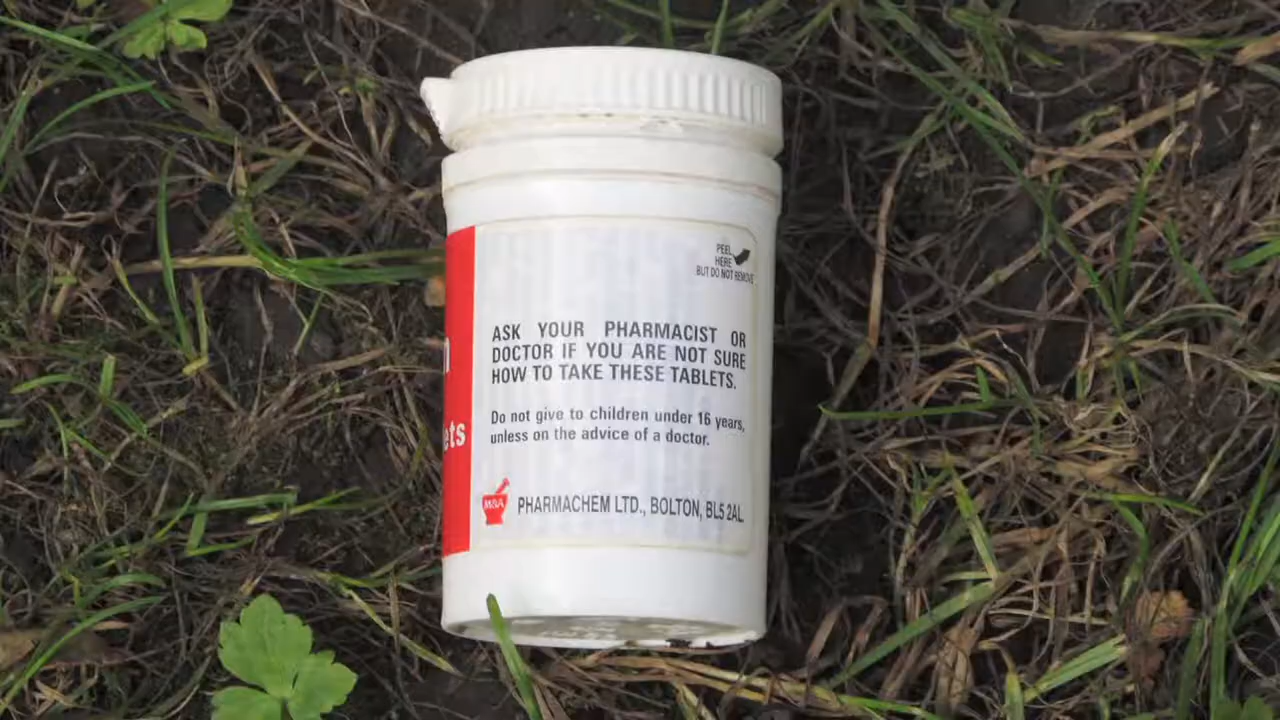 PEEL
HERE
BUT DO NOT REMOVE
ASK YOUR PHARMACIST OR
DOCTOR IF YOU ARE NOT SURE
HOW TO TAKE THESE TABLETS.
Do not give to children under 16 years,
unless on the advice of a doctor.
ets
M&A
PHARMACHEM LTD., BOLTON, BL5 2AL.